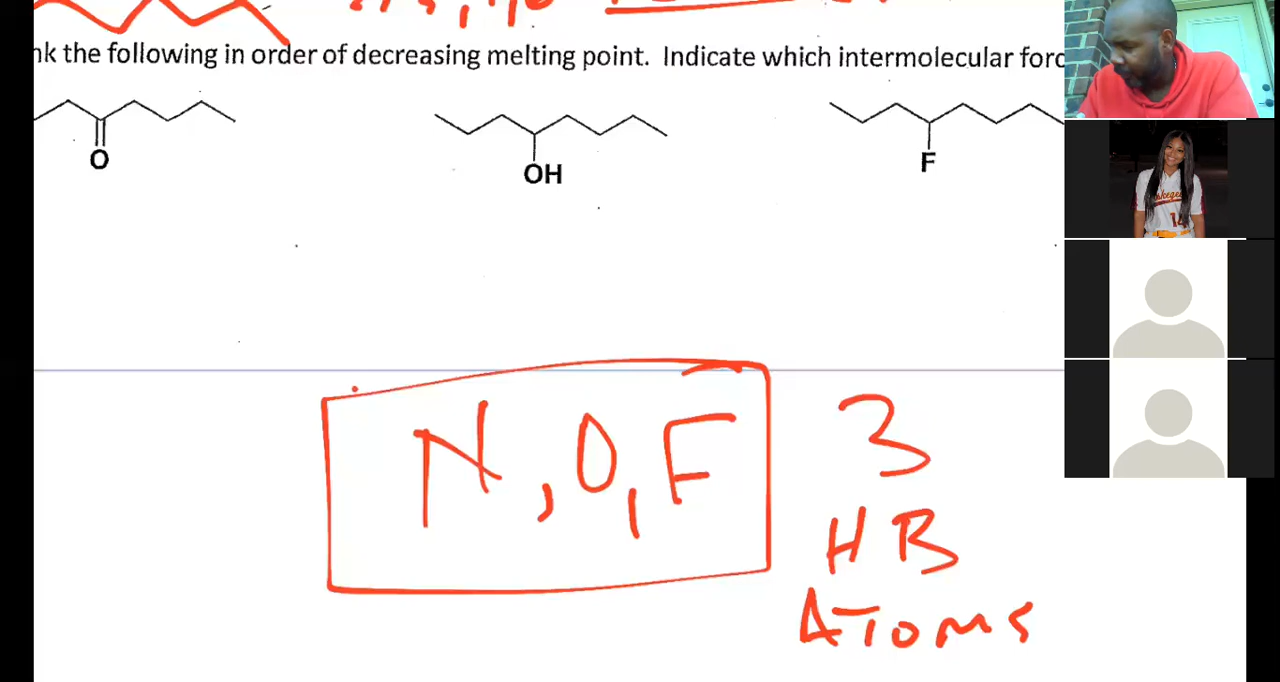 nk the following in order of decreasing melting point. Indicate which intermolecular forc
O
OH
F
N, O, F
3
HB
ATOMS